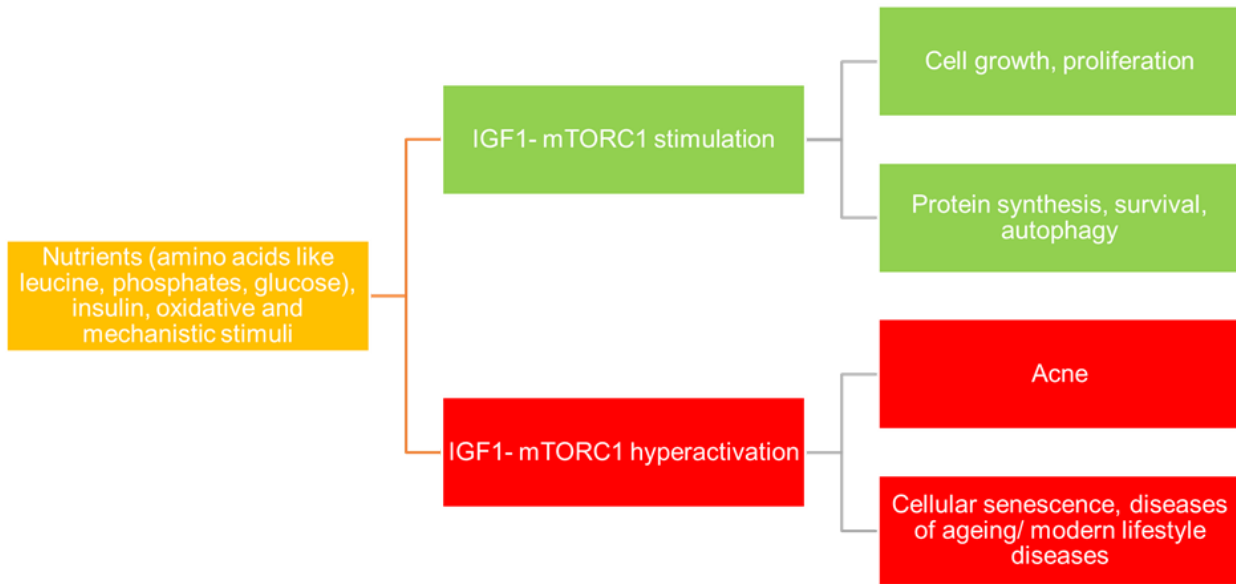 Nutrients (amino acids like
leucine, phosphates, glucose),
insulin, oxidative and
mechanistic stimuli
IGF1- mTORC1 stimulation
Cell growth, proliferation
Protein synthesis, survival,
autophagy
IGF1- mTORC1 hyperactivation
Acne
Cellular senescence, diseases
of ageing/ modern lifestyle
diseases